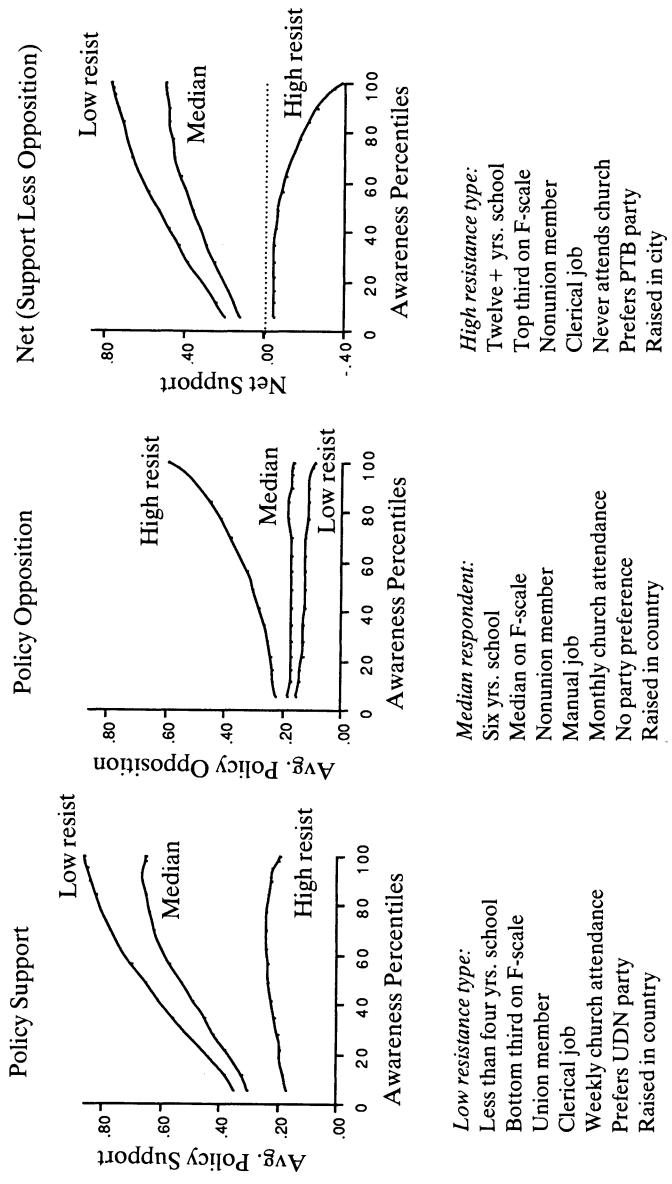 Policy Support
Avg. Policy Support
.80
.60
.40
.20
.00
Low resist
Median
High resist
0 20 40 60 80 100
Awareness Percentiles
Policy Opposition
Avg. Policy Opposition
.80
.60
.40
.20
.00
High resist
Median
Low resist
0 20 40 60 80 100
Awareness Percentiles
Net (Support Less Opposition)
Net Support
.80
.40
.00
-.40
Low resist
Median
High resist
0 20 40 60 80 100
Awareness Percentiles
Low resistance type:
Less than four yrs. school
Bottom third on F-scale
Union member
Clerical job
Weekly church attendance
Prefers UDN party
Raised in country
Median respondent:
Six yrs. school
Median on F-scale
Nonunion member
Manual job
Monthly church attendance
No party preference
Raised in country
High resistance type:
Twelve + yrs. school
Top third on F-scale
Nonunion member
Clerical job
Never attends church
Prefers PTB party
Raised in city